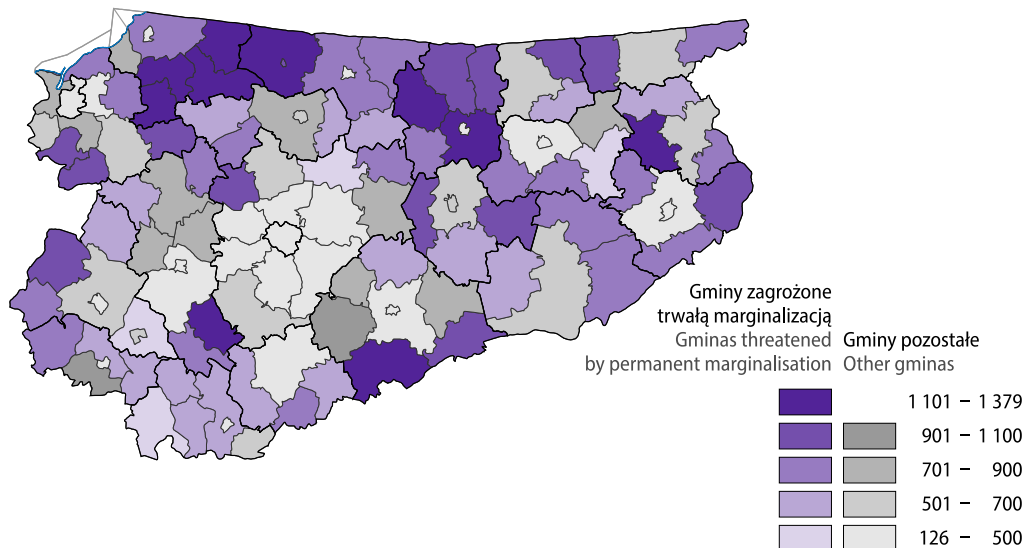 Gminy zagrożone
trwałą marginalizacją
Gminas threatened
by permanent marginalisation
Gminy pozostałe
Other gminas
1 101 – 1 379
901 – 1 100
701 – 900
501 – 700
126 – 500